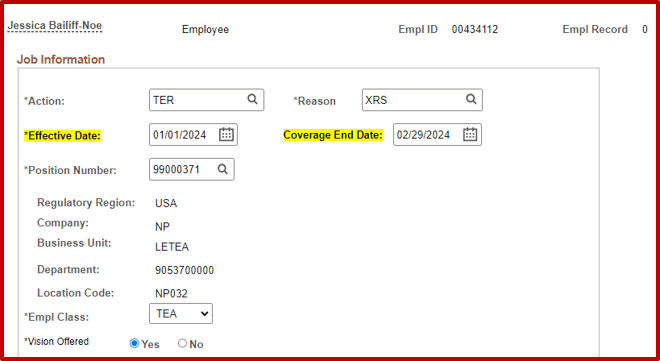 Jessica Bailiff-Noe Employee Empl ID 00434112 Empl Record 0
Job Information
*Action: TER *Reason XRS
*Effective Date: 01/01/2024 Coverage End Date: 02/29/2024
*Position Number: 99000371
Regulatory Region: USA
Company: NP
Business Unit: LETEA
Department: 9053700000
Location Code: NP032
*Empl Class: TEA
*Vision Offered Yes No